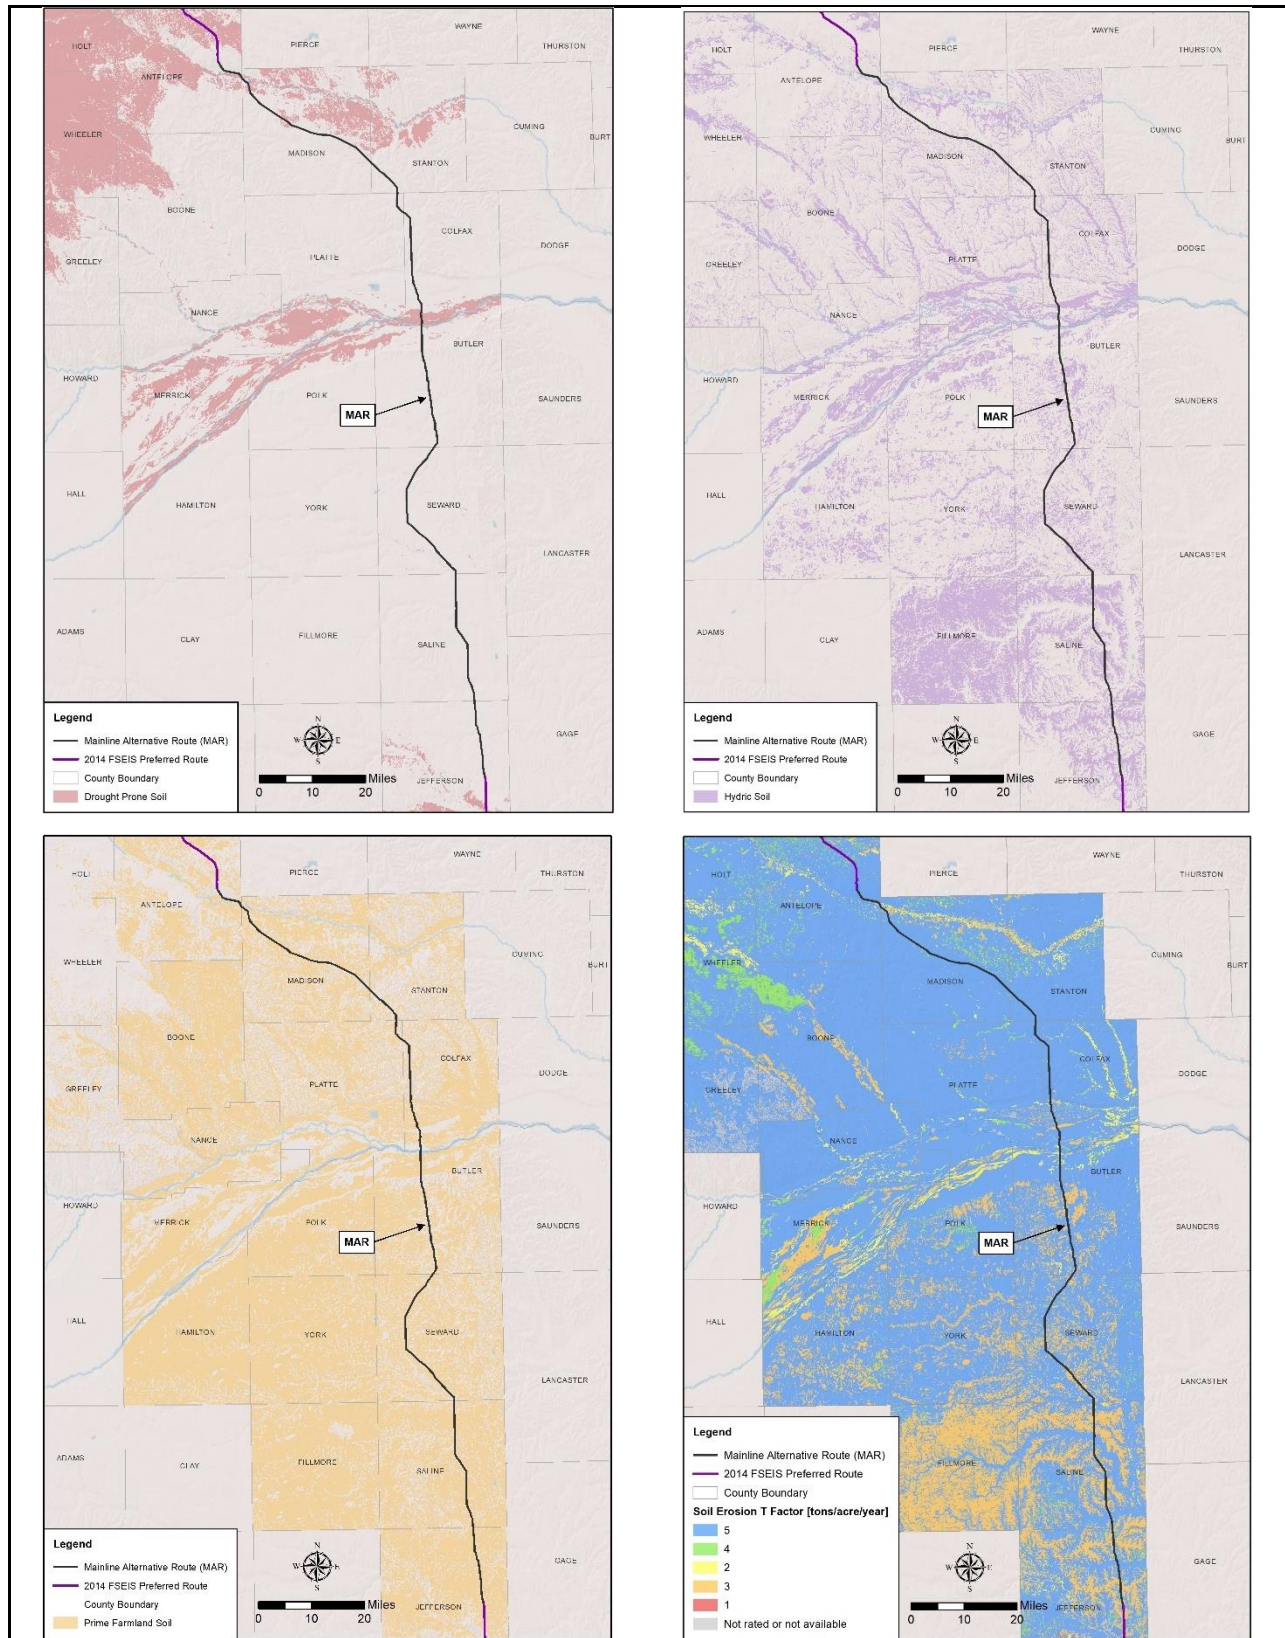 WAYNE
PIERCE
HOLT
THURSTON
ANTELOPE
CUMING
WHEELER
BURT
MADISON
STANTON
BOONE
COLFAX
DODGE
PLATTE
GREELEY
NANCE
BUTLER
HOWARD
MERRICK
POLK
SAUNDERS
MAR
HALL
HAMILTON
YORK
SEWARD
LANCASTER
ADAMS
CLAY
FILLMORE
SALINE
GAGE
JEFFERSON
Legend
Mainline Alternative Route (MAR)
2014 FSEIS Preferred Route
County Boundary
Drought Prone Soil
N
W E
S
Miles
0 10 20
WAYNE
PIERCE
HOLT
THURSTON
ANTELOPE
CUMING
WHEELER
BURT
MADISON
STANTON
BOONE
COLFAX
DODGE
PLATTE
GREELEY
NANCE
BUTLER
HOWARD
MERRICK
POLK
SAUNDERS
MAR
HALL
HAMILTON
YORK
SEWARD
LANCASTER
ADAMS
CLAY
FILLMORE
SALINE
GAGE
JEFFERSON
Legend
Mainline Alternative Route (MAR)
2014 FSEIS Preferred Route
County Boundary
Hydric Soil
N
W E
S
Miles
0 10 20
WAYNE
PIERCE
HOLT
THURSTON
ANTELOPE
CUMING
WHEELER
BURT
MADISON
STANTON
BOONE
COLFAX
DODGE
PLATTE
GREELEY
NANCE
BUTLER
HOWARD
MERRICK
POLK
SAUNDERS
MAR
HALL
HAMILTON
YORK
SEWARD
LANCASTER
ADAMS
CLAY
FILLMORE
SALINE
GAGE
JEFFERSON
Legend
Mainline Alternative Route (MAR)
2014 FSEIS Preferred Route
County Boundary
Prime Farmland Soil
N
W E
S
Miles
0 10 20
WAYNE
PIERCE
HOLT
THURSTON
ANTELOPE
CUMING
WHEELER
BURT
MADISON
STANTON
BOONE
COLFAX
DODGE
PLATTE
GREELEY
NANCE
BUTLER
HOWARD
MERRICK
POLK
SAUNDERS
MAR
HALL
HAMILTON
YORK
SEWARD
LANCASTER
ADAMS
FILLMORE
SALINE
GAGE
JEFFERSON
Legend
Mainline Alternative Route (MAR)
2014 FSEIS Preferred Route
County Boundary
Soil Erosion T Factor [tons/acre/year]
5
4
2
3
1
Not rated or not available
N
W E
S
Miles
0 10 20